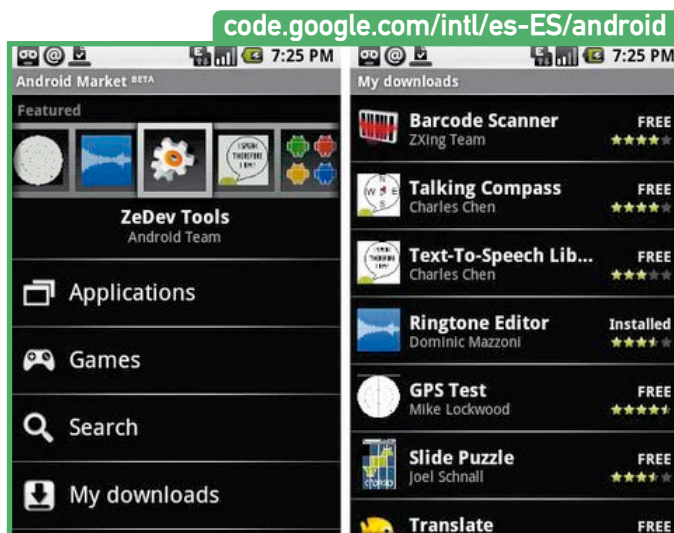 code.google.com/intl/es-ES/android
7:25 PM
Android Market BETA
Featured
I SPEAK
THEREFORE
I AM!
ZeDev Tools
Android Team
Applications
Games
Search
My downloads
7:25 PM
My downloads
Barcode Scanner FREE
ZXing Team
Talking Compass FREE
Charles Chen
Text-To-Speech Lib... FREE
Charles Chen
Ringtone Editor Installed
Dominic Mazzoni
GPS Test FREE
Mike Lockwood
Slide Puzzle FREE
Joel Schnall
Translate FREE